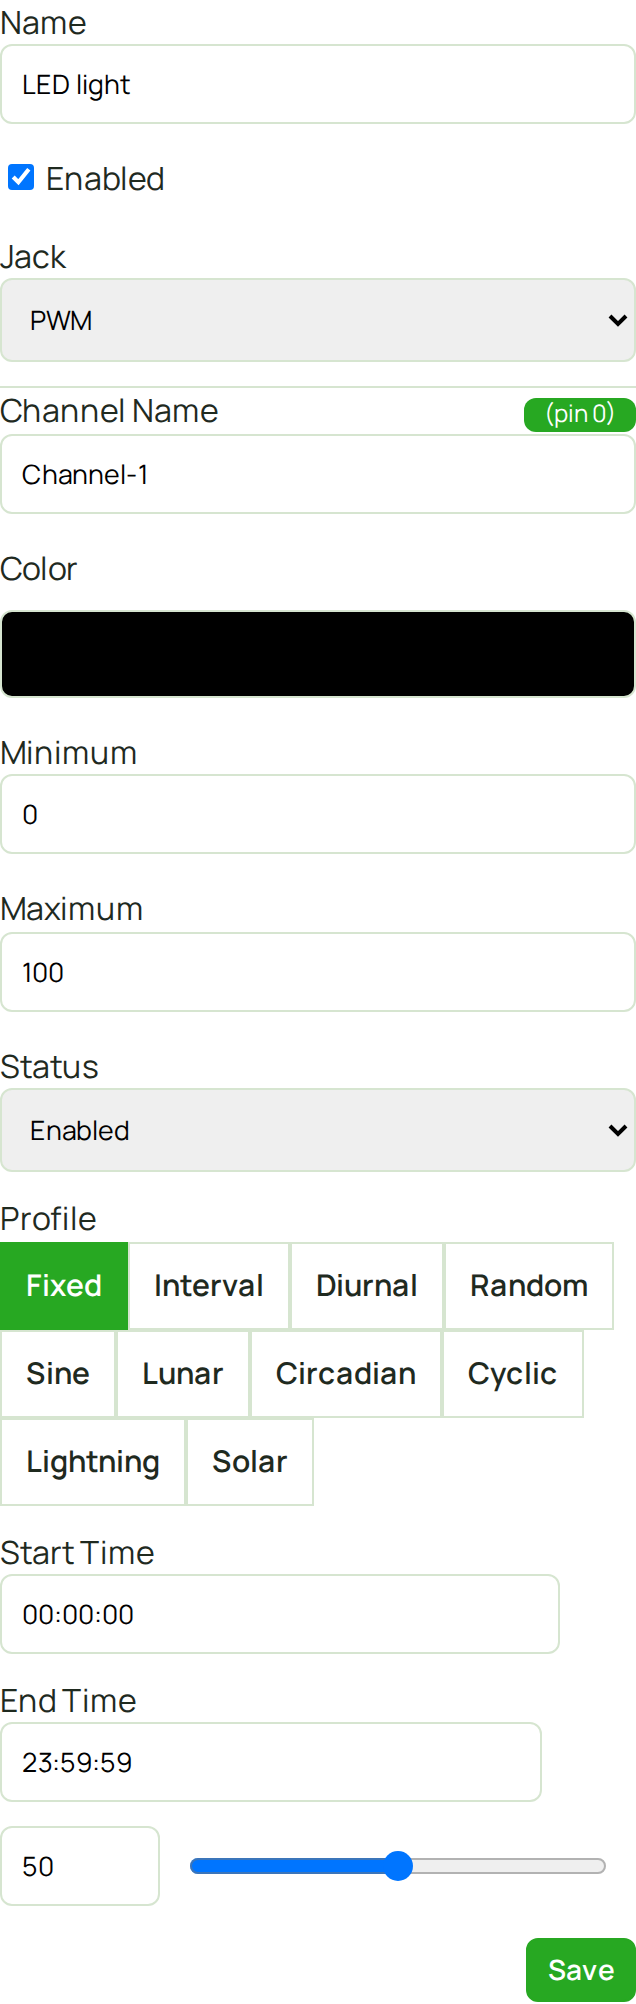 Name
LED light
Enabled
Jack
PWM
Channel Name (pin 0)
Channel-1
Color
Minimum
0
Maximum
100
Status
Enabled
Profile
Fixed Interval Diurnal Random
Sine Lunar Circadian Cyclic
Lightning Solar
Start Time
00:00:00
End Time
23:59:59
50
Save